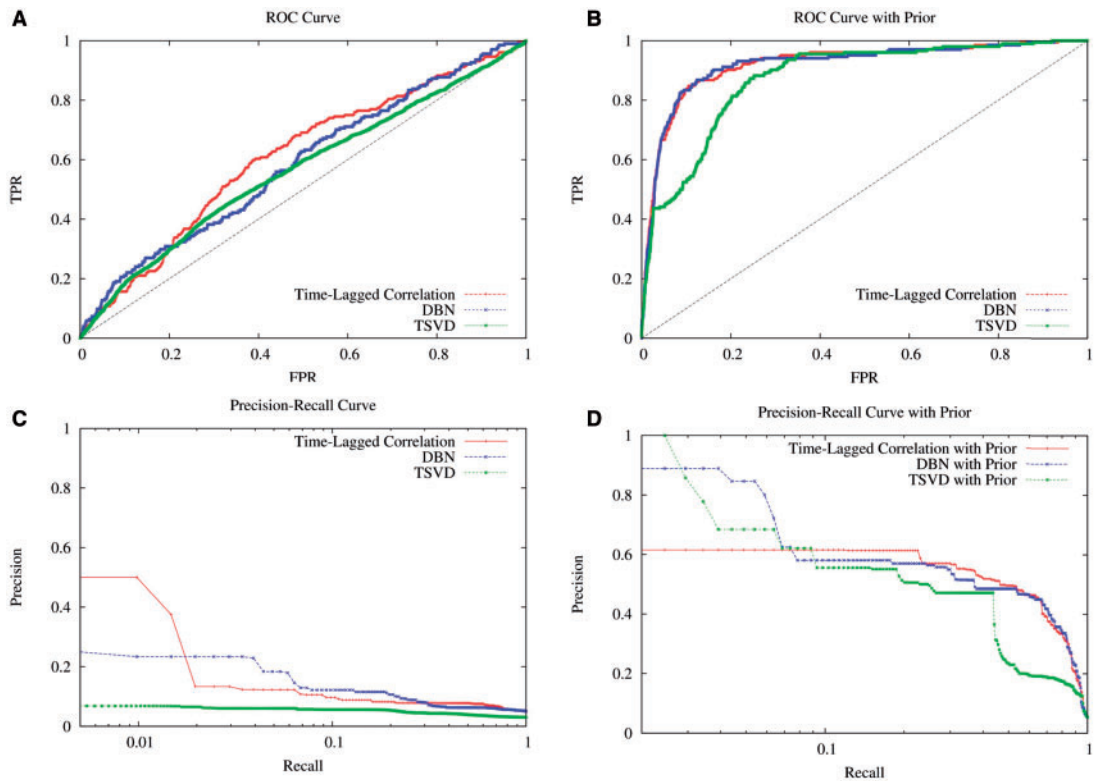 A
ROC Curve
1
0.8
0.6
0.4
0.2
0
TPR
Time-Lagged Correlation
DBN
TSVD
0 0.2 0.4 0.6 0.8 1
FPR
B
ROC Curve with Prior
1
0.8
0.6
0.4
0.2
0
TPR
Time-Lagged Correlation
DBN
TSVD
0 0.2 0.4 0.6 0.8 1
FPR
C
Precision-Recall Curve
1
0.8
0.6
0.4
0.2
0
Precision
Time-Lagged Correlation
DBN
TSVD
0.01 0.1 1
Recall
D
Precision-Recall Curve with Prior
1
0.8
0.6
0.4
0.2
0
Precision
Time-Lagged Correlation with Prior
DBN with Prior
TSVD with Prior
0.1 1
Recall